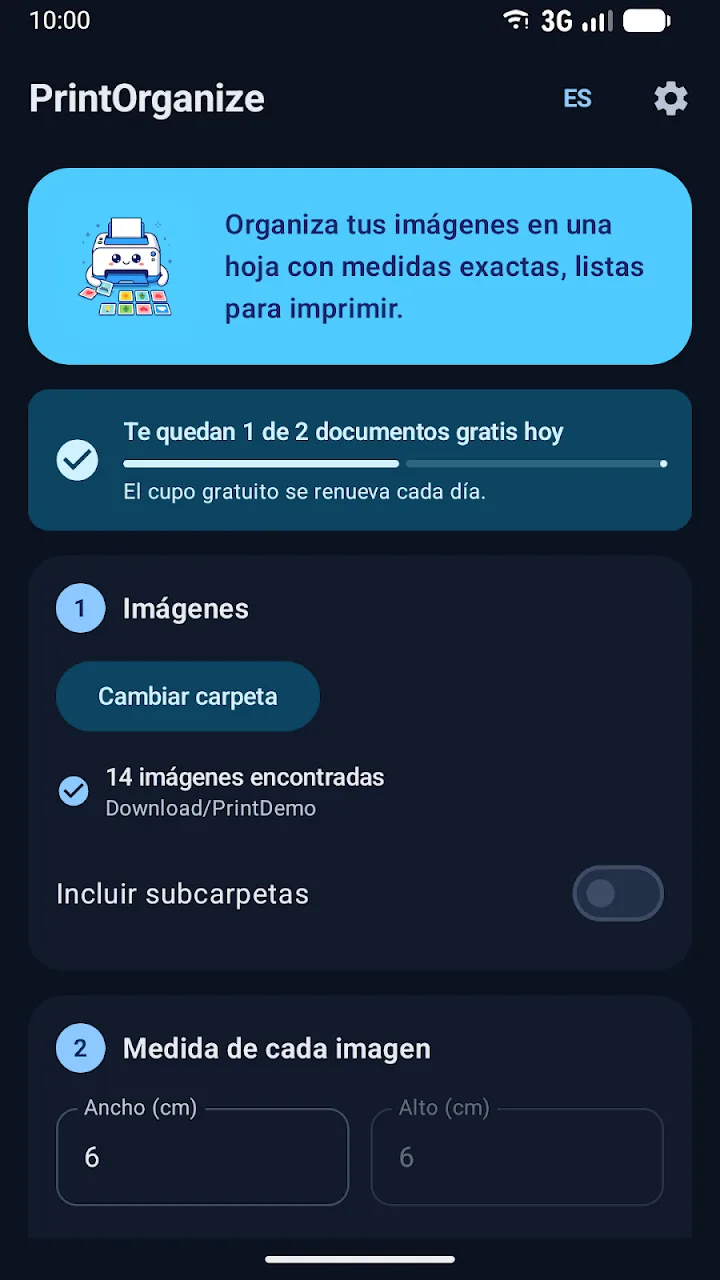 10:00
3G
PrintOrganize
ES
Organiza tus imágenes en una
hoja con medidas exactas, listas
para imprimir.
Te quedan 1 de 2 documentos gratis hoy
El cupo gratuito se renueva cada día.
1
Imágenes
Cambiar carpeta
14 imágenes encontradas
Download/PrintDemo
Incluir subcarpetas
2
Medida de cada imagen
Ancho (cm)
Alto (cm)
6
6